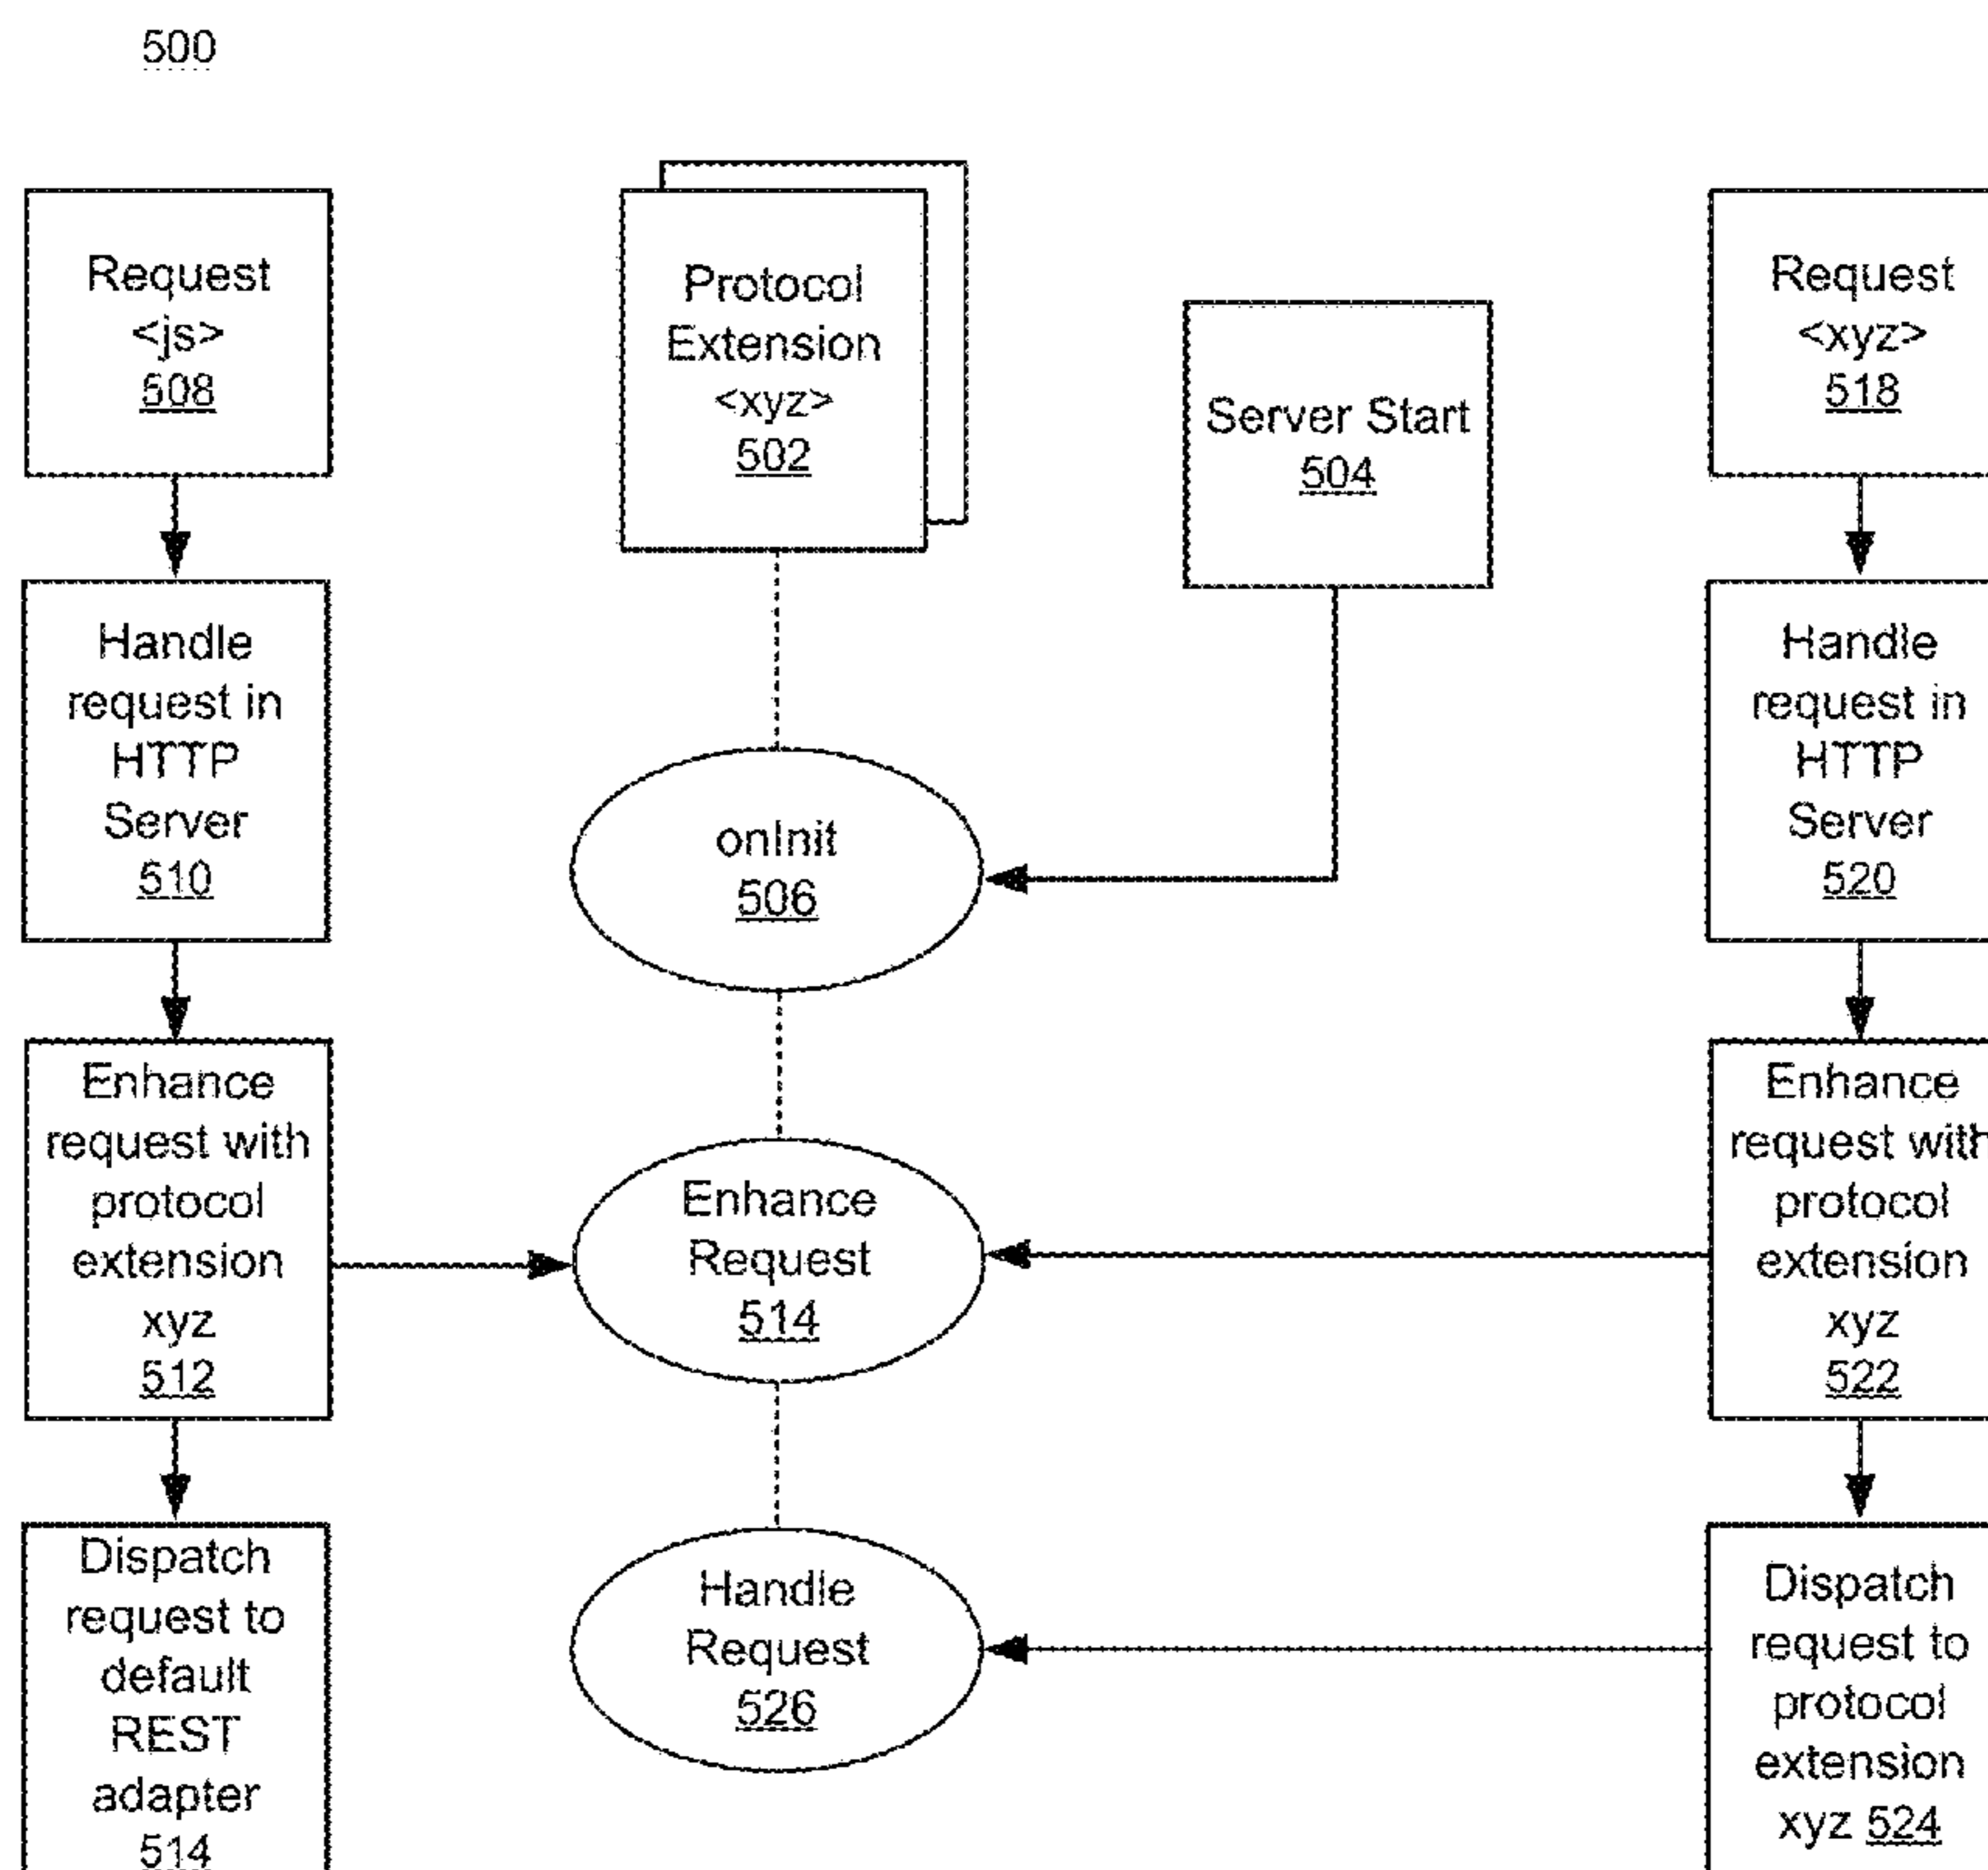 500
Request
<js>
508
Handle
request in
HTTP
Server
510
Enhance
request with
protocol
extension
xyz
512
Dispatch
request to
default
REST
adapter
514
Protocol
Extension
<xyz>
502
onInit
506
Enhance
Request
514
Handle
Request
526
Server Start
504
Request
<xyz>
518
Handle
request in
HTTP
Server
520
Enhance
request with
protocol
extension
xyz
522
Dispatch
request to
protocol
extension
xyz 524